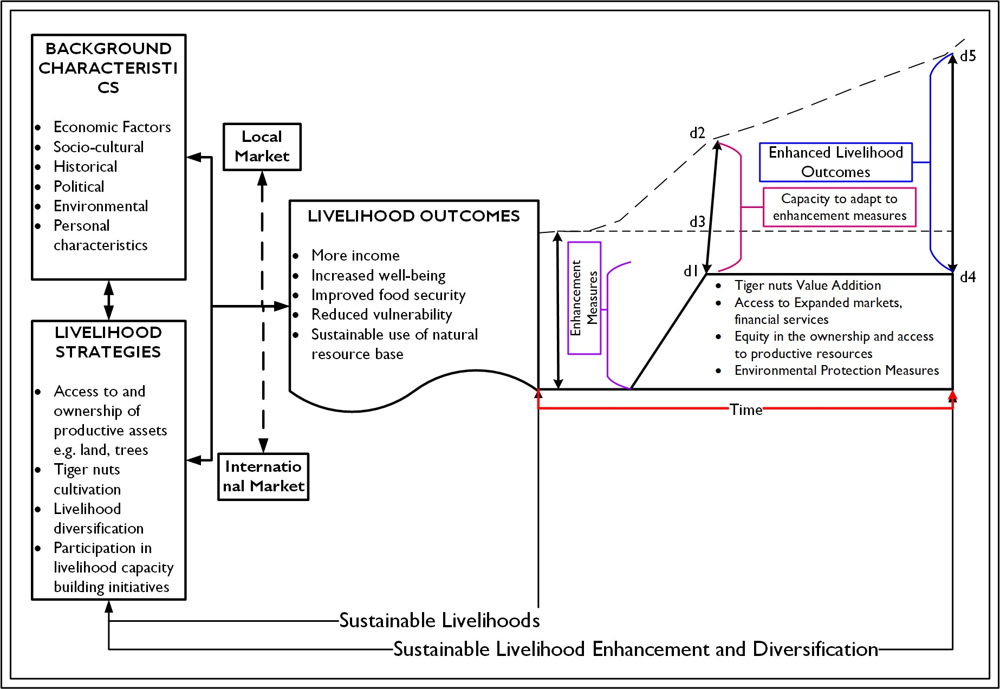 BACKGROUND
CHARACTERISTI
CS
• Economic Factors
• Socio-cultural
• Historical
• Political
• Environmental
• Personal
characteristics
LIVELIHOOD
STRATEGIES
• Access to and
ownership of
productive assets
e.g. land, trees
• Tiger nuts
cultivation
• Livelihood
diversification
• Participation in
livelihood capacity
building initiatives
Local
Market
Internatio
nal Market
LIVELIHOOD OUTCOMES
• More income
• Increased well-being
• Improved food security
• Reduced vulnerability
• Sustainable use of natural
resource base
Enhancement
Measures
d2
d3
d1
d5
d4
Enhanced Livelihood
Outcomes
Capacity to adapt to
enhancement measures
• Tiger nuts Value Addition
• Access to Expanded markets,
financial services
• Equity in the ownership and access
to productive resources
• Environmental Protection Measures
Time
Sustainable Livelihoods
Sustainable Livelihood Enhancement and Diversification